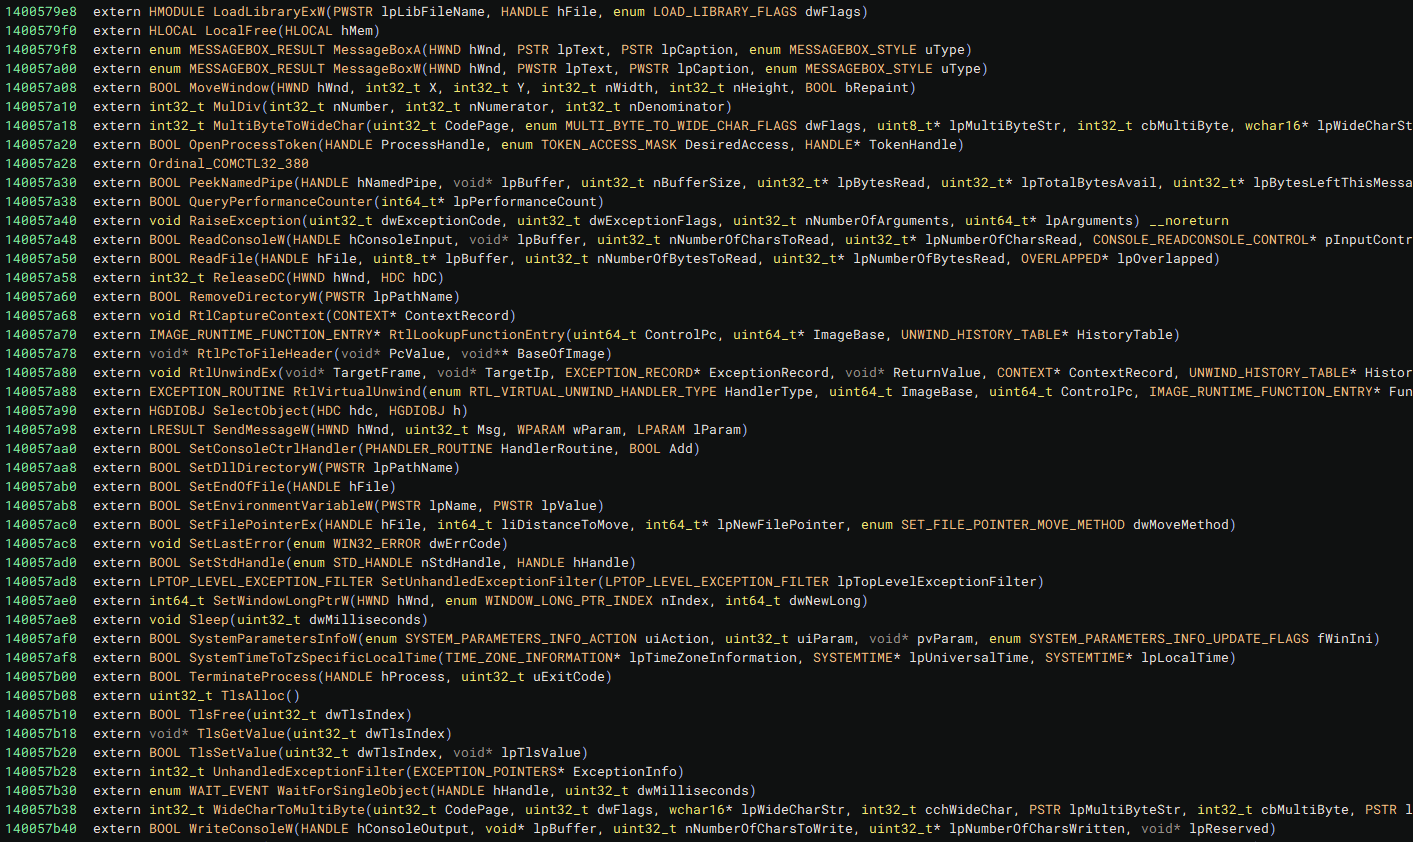 1400579e8 extern HMODULE LoadLibraryExW(PWSTR lpLibFileName, HANDLE hFile, enum LOAD_LIBRARY_FLAGS dwFlags)
1400579f0 extern HLOCAL LocalFree(HLOCAL hMem)
1400579f8 extern enum MESSAGEBOX_RESULT MessageBoxA(HWND hWnd, PSTR lpText, PSTR lpCaption, enum MESSAGEBOX_STYLE uType)
140057a00 extern enum MESSAGEBOX_RESULT MessageBoxW(HWND hWnd, PWSTR lpText, PWSTR lpCaption, enum MESSAGEBOX_STYLE uType)
140057a08 extern BOOL MoveWindow(HWND hWnd, int32_t X, int32_t Y, int32_t nWidth, int32_t nHeight, BOOL bRepaint)
140057a10 extern int32_t MulDiv(int32_t nNumber, int32_t nNumerator, int32_t nDenominator)
140057a18 extern int32_t MultiByteToWideChar(uint32_t CodePage, enum MULTI_BYTE_TO_WIDE_CHAR_FLAGS dwFlags, uint8_t* lpMultiByteStr, int32_t cbMultiByte, wchar16* lpWideCharSt
140057a20 extern BOOL OpenProcessToken(HANDLE ProcessHandle, enum TOKEN_ACCESS_MASK DesiredAccess, HANDLE* TokenHandle)
140057a28 extern Ordinal_COMCTL32_380
140057a30 extern BOOL PeekNamedPipe(HANDLE hNamedPipe, void* lpBuffer, uint32_t nBufferSize, uint32_t* lpBytesRead, uint32_t* lpTotalBytesAvail, uint32_t* lpBytesLeftThisMessa
140057a38 extern BOOL QueryPerformanceCounter(int64_t* lpPerformanceCount)
140057a40 extern void RaiseException(uint32_t dwExceptionCode, uint32_t dwExceptionFlags, uint32_t nNumberOfArguments, uint64_t* lpArguments) __noreturn
140057a48 extern BOOL ReadConsoleW(HANDLE hConsoleInput, void* lpBuffer, uint32_t nNumberOfCharsToRead, uint32_t* lpNumberOfCharsRead, CONSOLE_READCONSOLE_CONTROL* pInputContr
140057a50 extern BOOL ReadFile(HANDLE hFile, uint8_t* lpBuffer, uint32_t nNumberOfBytesToRead, uint32_t* lpNumberOfBytesRead, OVERLAPPED* lpOverlapped)
140057a58 extern int32_t ReleaseDC(HWND hWnd, HDC hDC)
140057a60 extern BOOL RemoveDirectoryW(PWSTR lpPathName)
140057a68 extern void RtlCaptureContext(CONTEXT* ContextRecord)
140057a70 extern IMAGE_RUNTIME_FUNCTION_ENTRY* RtlLookupFunctionEntry(uint64_t ControlPc, uint64_t* ImageBase, UNWIND_HISTORY_TABLE* HistoryTable)
140057a78 extern void* RtlPcToFileHeader(void* PcValue, void** BaseOfImage)
140057a80 extern void RtlUnwindEx(void* TargetFrame, void* TargetIp, EXCEPTION_RECORD* ExceptionRecord, void* ReturnValue, CONTEXT* ContextRecord, UNWIND_HISTORY_TABLE* Histor
140057a88 extern EXCEPTION_ROUTINE RtlVirtualUnwind(enum RTL_VIRTUAL_UNWIND_HANDLER_TYPE HandlerType, uint64_t ImageBase, uint64_t ControlPc, IMAGE_RUNTIME_FUNCTION_ENTRY* Fun
140057a90 extern HGDIOBJ SelectObject(HDC hdc, HGDIOBJ h)
140057a98 extern LRESULT SendMessageW(HWND hWnd, uint32_t Msg, WPARAM wParam, LPARAM lParam)
140057aa0 extern BOOL SetConsoleCtrlHandler(PHANDLER_ROUTINE HandlerRoutine, BOOL Add)
140057aa8 extern BOOL SetDllDirectoryW(PWSTR lpPathName)
140057ab0 extern BOOL SetEndOfFile(HANDLE hFile)
140057ab8 extern BOOL SetEnvironmentVariableW(PWSTR lpName, PWSTR lpValue)
140057ac0 extern BOOL SetFilePointerEx(HANDLE hFile, int64_t liDistanceToMove, int64_t* lpNewFilePointer, enum SET_FILE_POINTER_MOVE_METHOD dwMoveMethod)
140057ac8 extern void SetLastError(enum WIN32_ERROR dwErrCode)
140057ad0 extern BOOL SetStdHandle(enum STD_HANDLE nStdHandle, HANDLE hHandle)
140057ad8 extern LPTOP_LEVEL_EXCEPTION_FILTER SetUnhandledExceptionFilter(LPTOP_LEVEL_EXCEPTION_FILTER lpTopLevelExceptionFilter)
140057ae0 extern int64_t SetWindowLongPtrW(HWND hWnd, enum WINDOW_LONG_PTR_INDEX nIndex, int64_t dwNewLong)
140057ae8 extern void Sleep(uint32_t dwMilliseconds)
140057af0 extern BOOL SystemParametersInfoW(enum SYSTEM_PARAMETERS_INFO_ACTION uiAction, uint32_t uiParam, void* pvParam, enum SYSTEM_PARAMETERS_INFO_UPDATE_FLAGS fWinIni)
140057af8 extern BOOL SystemTimeToTzSpecificLocalTime(TIME_ZONE_INFORMATION* lpTimeZoneInformation, SYSTEMTIME* lpUniversalTime, SYSTEMTIME* lpLocalTime)
140057b00 extern BOOL TerminateProcess(HANDLE hProcess, uint32_t uExitCode)
140057b08 extern uint32_t TlsAlloc()
140057b10 extern BOOL TlsFree(uint32_t dwTlsIndex)
140057b18 extern void* TlsGetValue(uint32_t dwTlsIndex)
140057b20 extern BOOL TlsSetValue(uint32_t dwTlsIndex, void* lpTlsValue)
140057b28 extern int32_t UnhandledExceptionFilter(EXCEPTION_POINTERS* ExceptionInfo)
140057b30 extern enum WAIT_EVENT WaitForSingleObject(HANDLE hHandle, uint32_t dwMilliseconds)
140057b38 extern int32_t WideCharToMultiByte(uint32_t CodePage, uint32_t dwFlags, wchar16* lpWideCharStr, int32_t cchWideChar, PSTR lpMultiByteStr, int32_t cbMultiByte, PSTR l
140057b40 extern BOOL WriteConsoleW(HANDLE hConsoleOutput, void* lpBuffer, uint32_t nNumberOfCharsToWrite, uint32_t* lpNumberOfCharsWritten, void* lpReserved)